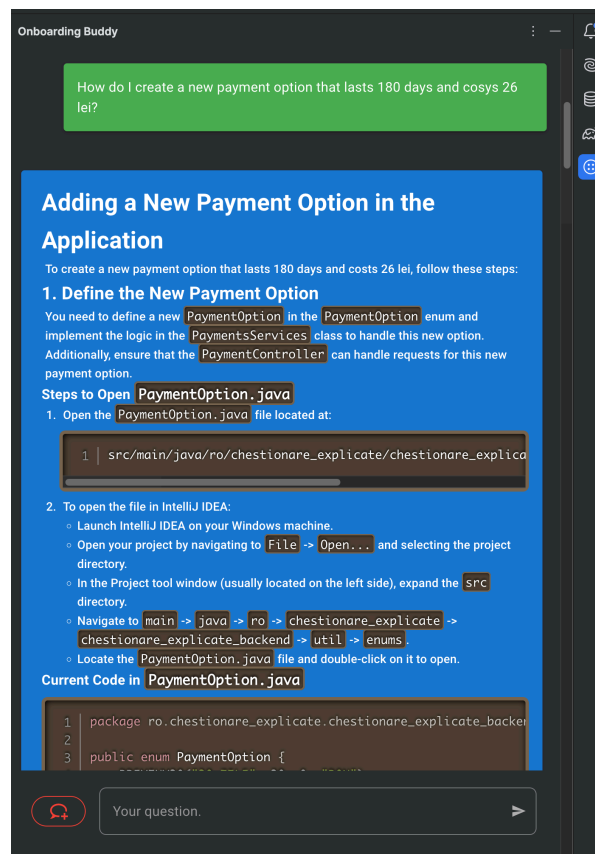 Onboarding Buddy
How do I create a new payment option that lasts 180 days and cosys 26
lei?
Adding a New Payment Option in the
Application
To create a new payment option that lasts 180 days and costs 26 lei, follow these steps:
1. Define the New Payment Option
You need to define a new PaymentOption in the PaymentOption enum and
implement the logic in the PaymentsServices class to handle this new option.
Additionally, ensure that the PaymentController can handle requests for this new
payment option.
Steps to Open PaymentOption.java
1. Open the PaymentOption.java file located at:
1 src/main/java/ro/chestionare_explicate/chestionare_explica
2. To open the file in IntelliJ IDEA:
Launch IntelliJ IDEA on your Windows machine.
Open your project by navigating to File -> Open... and selecting the project
directory.
In the Project tool window (usually located on the left side), expand the src
directory.
Navigate to main -> java -> ro -> chestionare_explicate ->
chestionare_explicate_backend -> util -> enums.
Locate the PaymentOption.java file and double-click on it to open.
Current Code in PaymentOption.java
1 package ro.chestionare_explicate.chestionare_explicate_backen
2
3 public enum PaymentOption {
Your question.